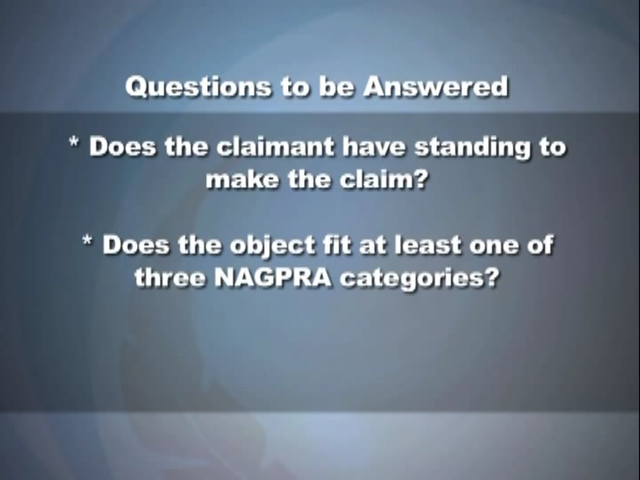 Questions to be Answered
* Does the claimant have standing to
make the claim?
* Does the object fit at least one of
three NAGPRA categories?